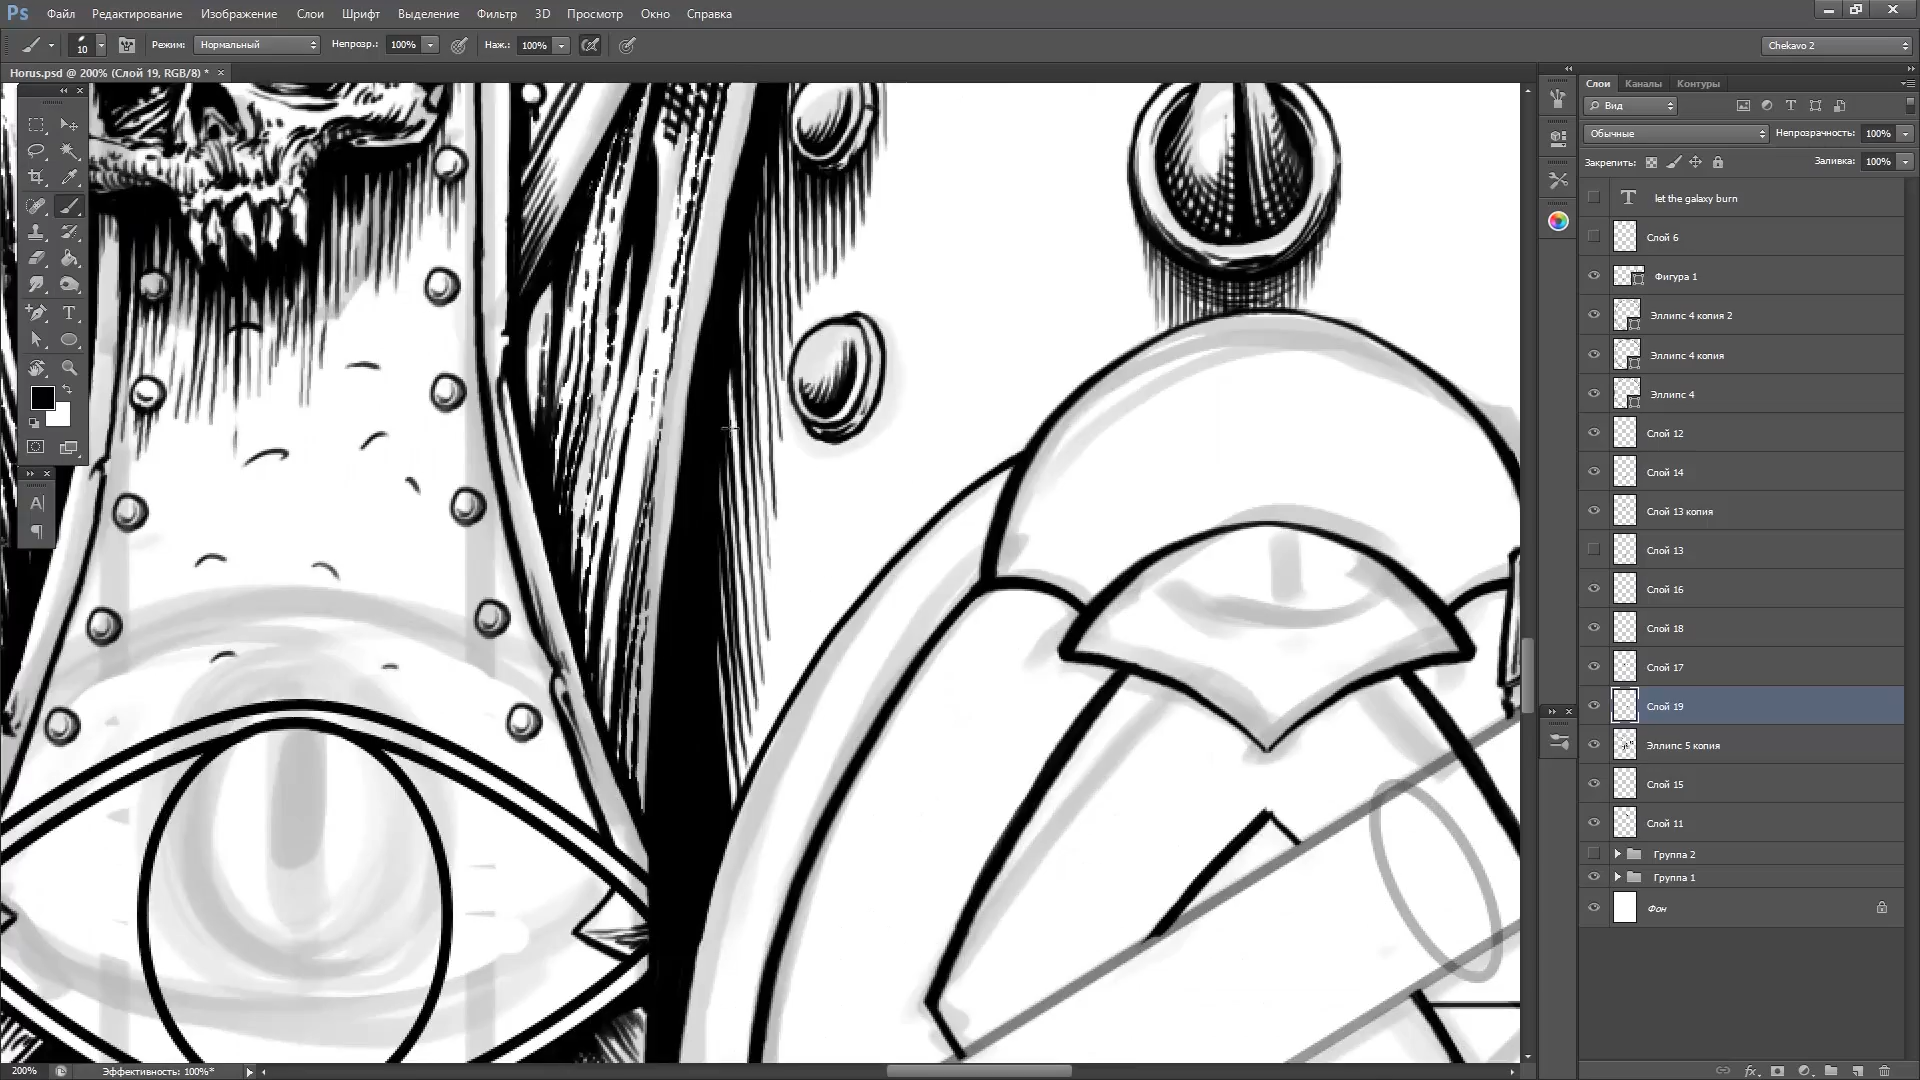 Ps Файл Редактирование Изображение Слои Шрифт Выделение Фильтр 3D Просмотр Окно Справка
10 Режим: Нормальный Непрозр.: 100% Наж.: 100% Chekavo 2
Horus.psd @ 200% (Слой 19, RGB/8) *
Слои Каналы Контуры
Вид
Обычные Непрозрачность: 100%
Закрепить: Заливка: 100%
T let the galaxy burn
Слой 6
Фигура 1
Эллипс 4 копия 2
Эллипс 4 копия
Эллипс 4
Слой 12
Слой 14
Слой 13 копия
Слой 13
Слой 16
Слой 18
Слой 17
Слой 19
Эллипс 5 копия
Слой 15
Слой 11
Группа 2
Группа 1
Фон
200% Эффективность: 100%*